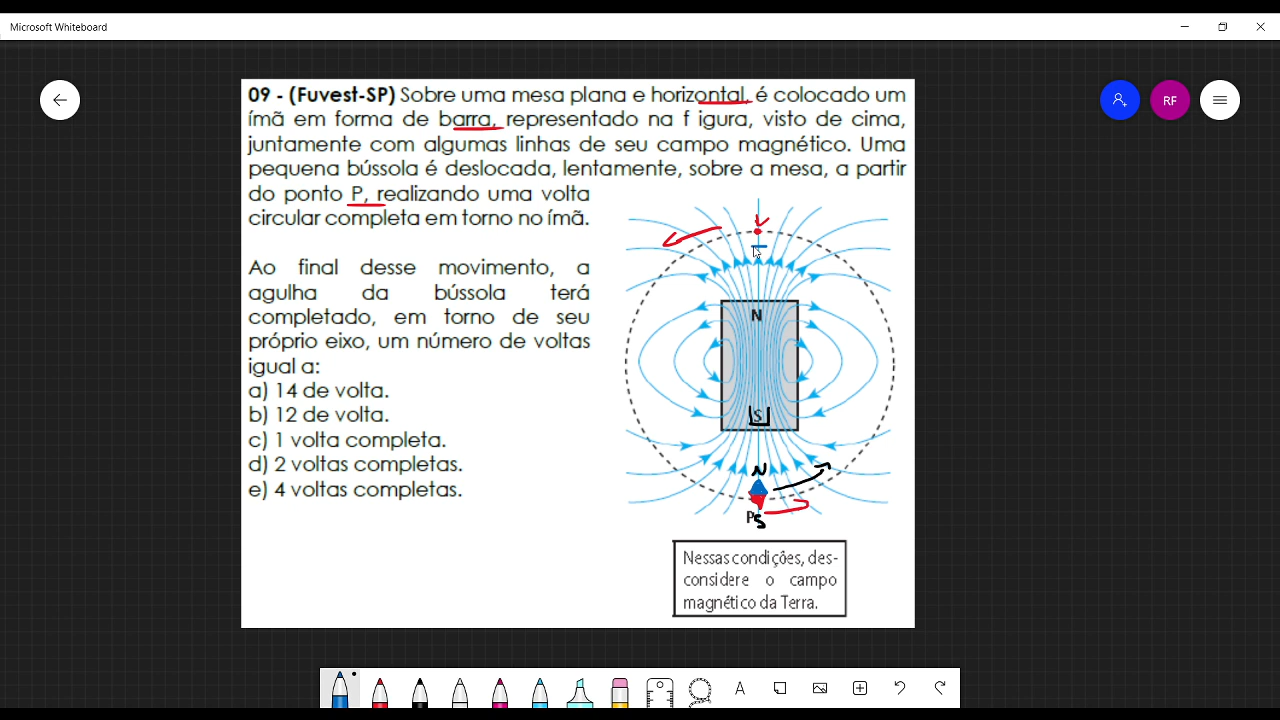 Microsoft Whiteboard
RF
09 - (Fuvest-SP) Sobre uma mesa plana e horizontal, é colocado um
ímã em forma de barra, representado na f igura, visto de cima,
juntamente com algumas linhas de seu campo magnético. Uma
pequena bússola é deslocada, lentamente, sobre a mesa, a partir
do ponto P, realizando uma volta
circular completa em torno no ímã.
Ao final desse movimento, a
agulha da bússola terá
completado, em torno de seu
próprio eixo, um número de voltas
igual a:
a) 14 de volta.
b) 12 de volta.
c) 1 volta completa.
d) 2 voltas completas.
e) 4 voltas completas.
N
S
N
P
S
Nessas condições, des-
considere o campo
magnético da Terra.
A